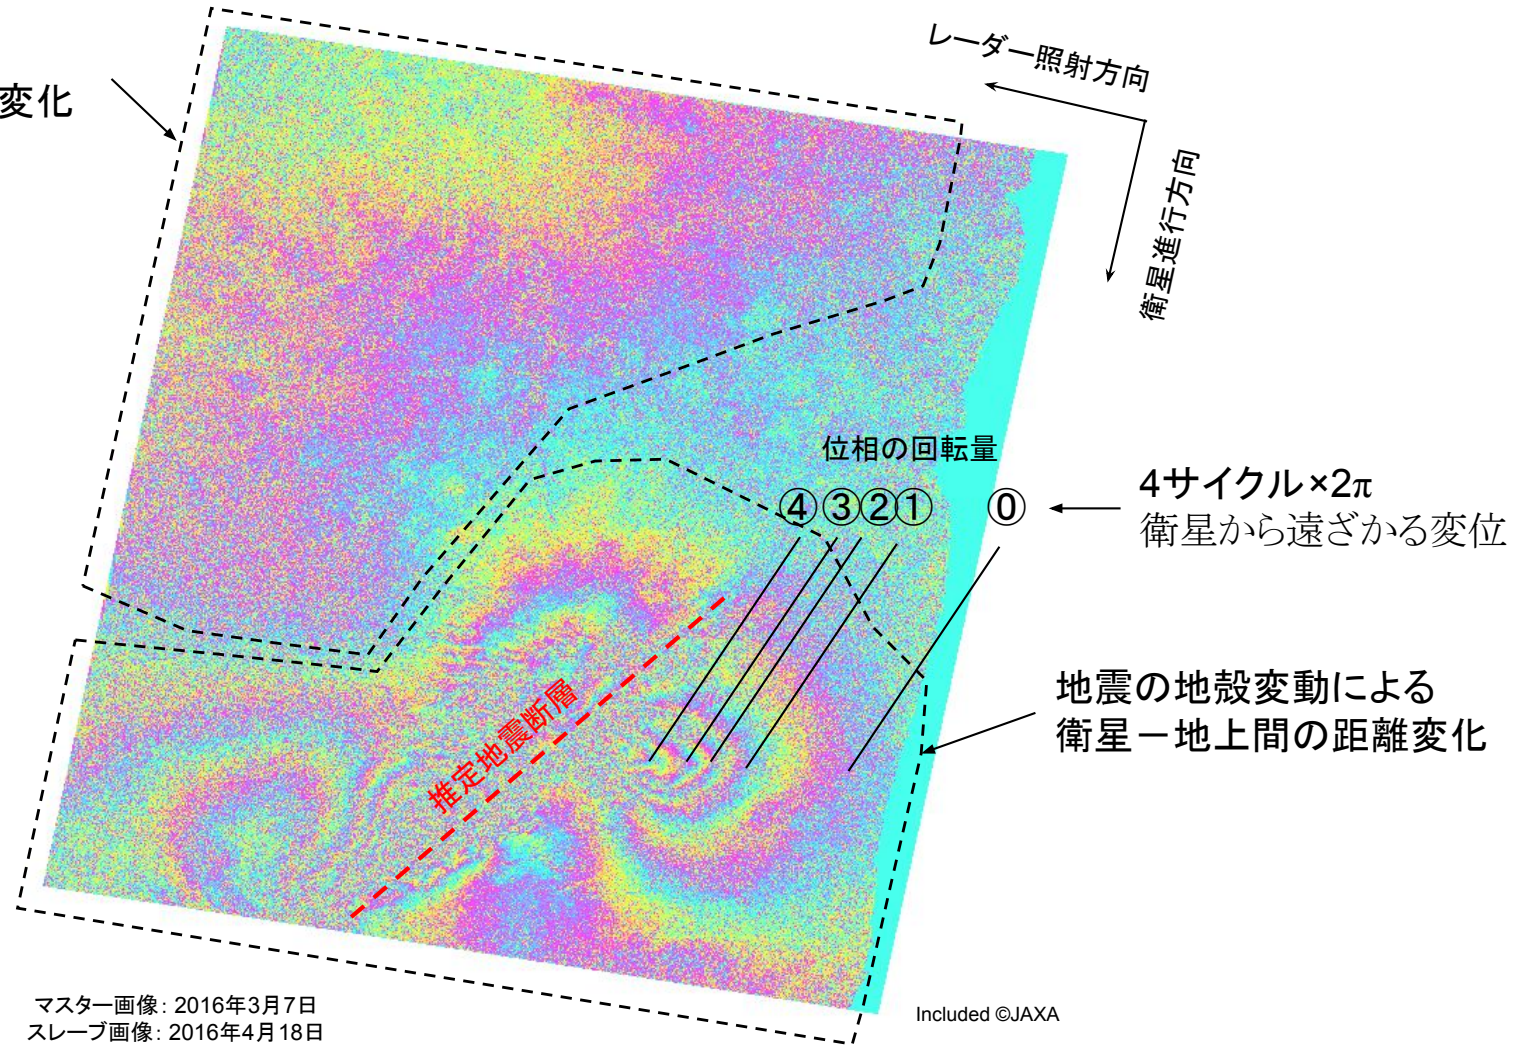 レーダー照射方向
変化
衛星進行方向
位相の回転量
④③②① ⓪
4サイクル×2π
衛星から遠ざかる変位
地震の地殻変動による
衛星－地上間の距離変化
推定地震断層
マスター画像: 2016年3月7日
スレーブ画像: 2016年4月18日
Included ©JAXA